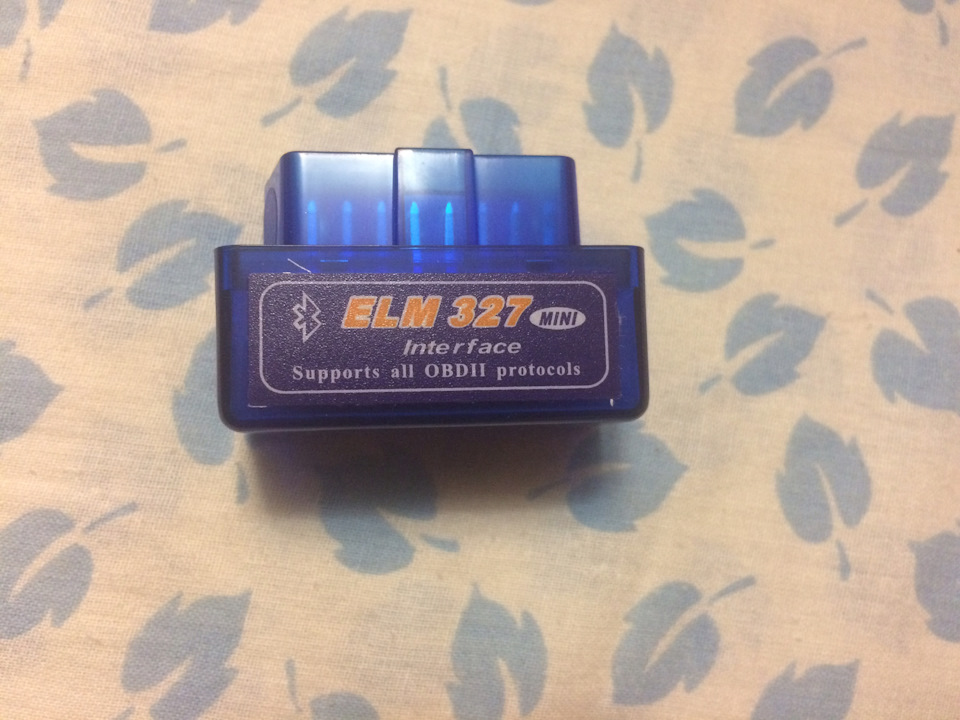 ELM 327 MINI
Interface
Supports all OBDII protocols